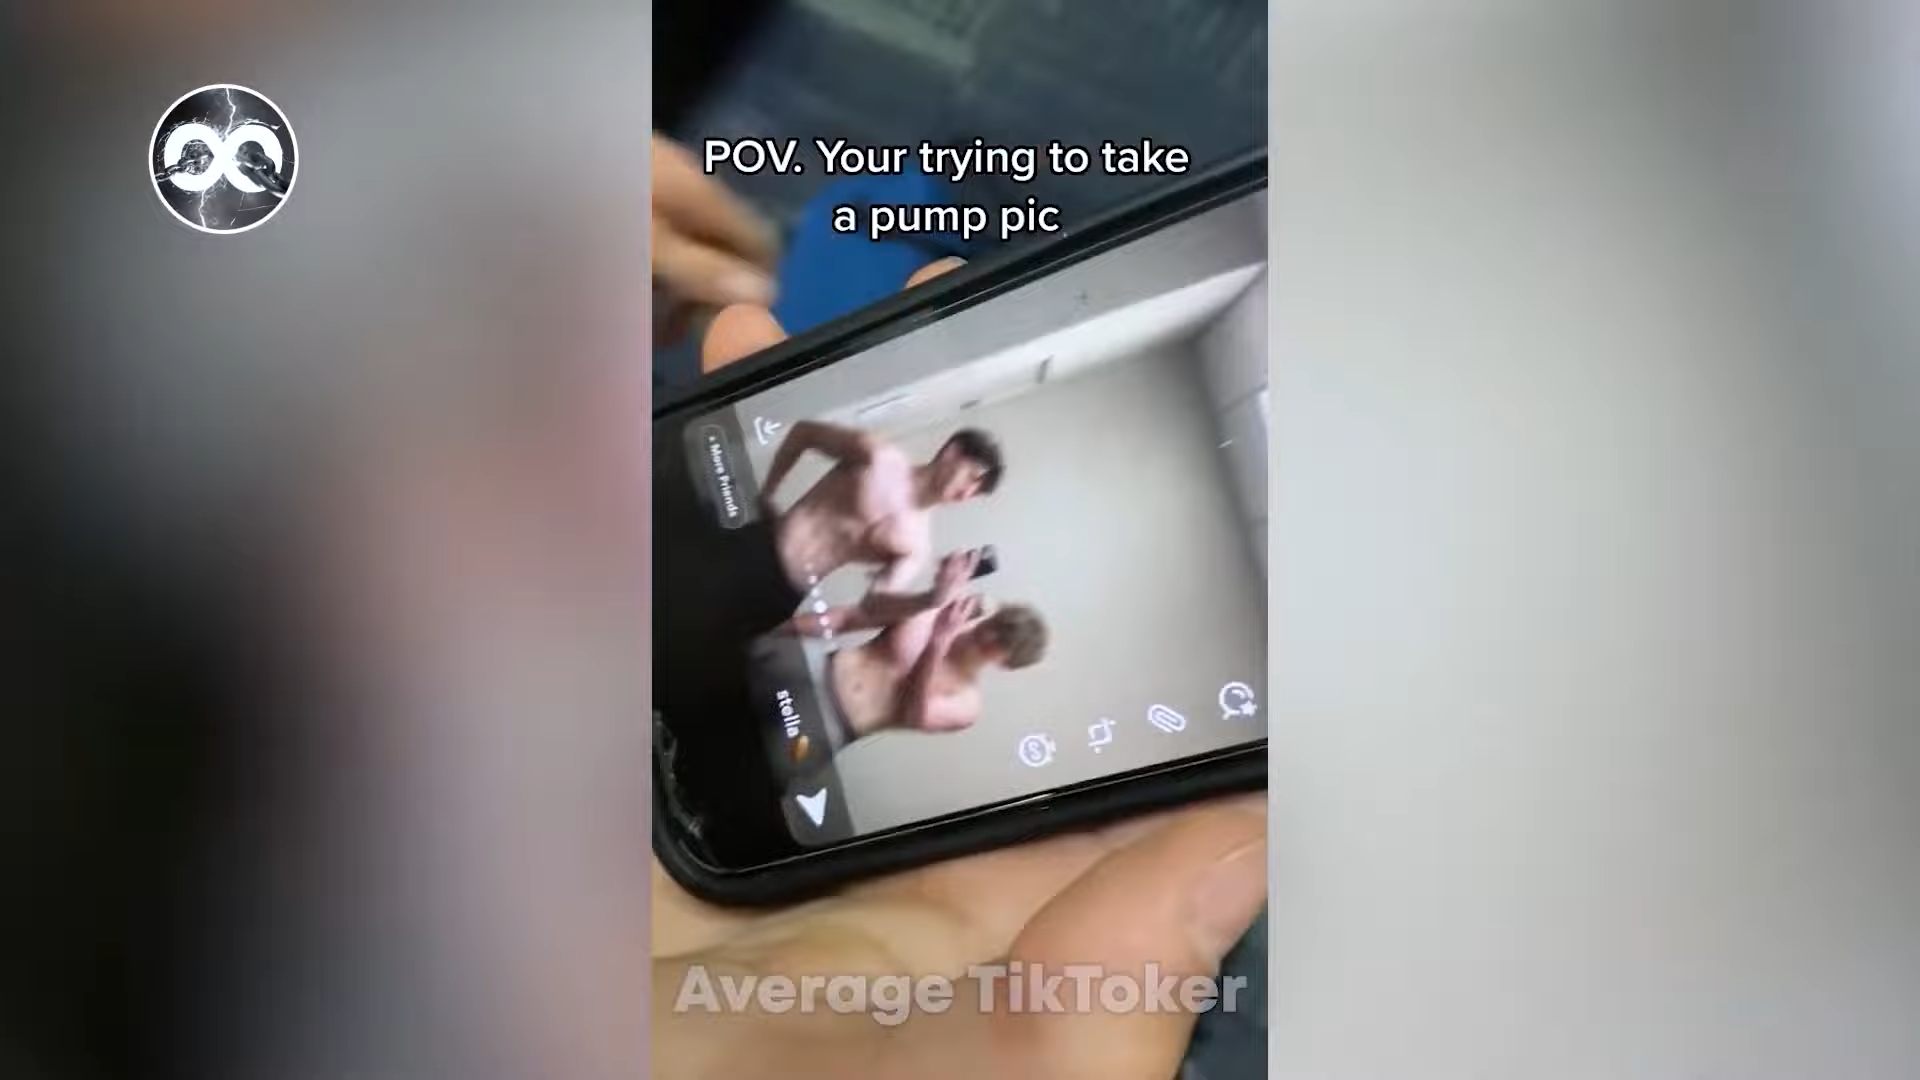 POV. Your trying to take
a pump pic
+ More Friends
stella
Average TikToker